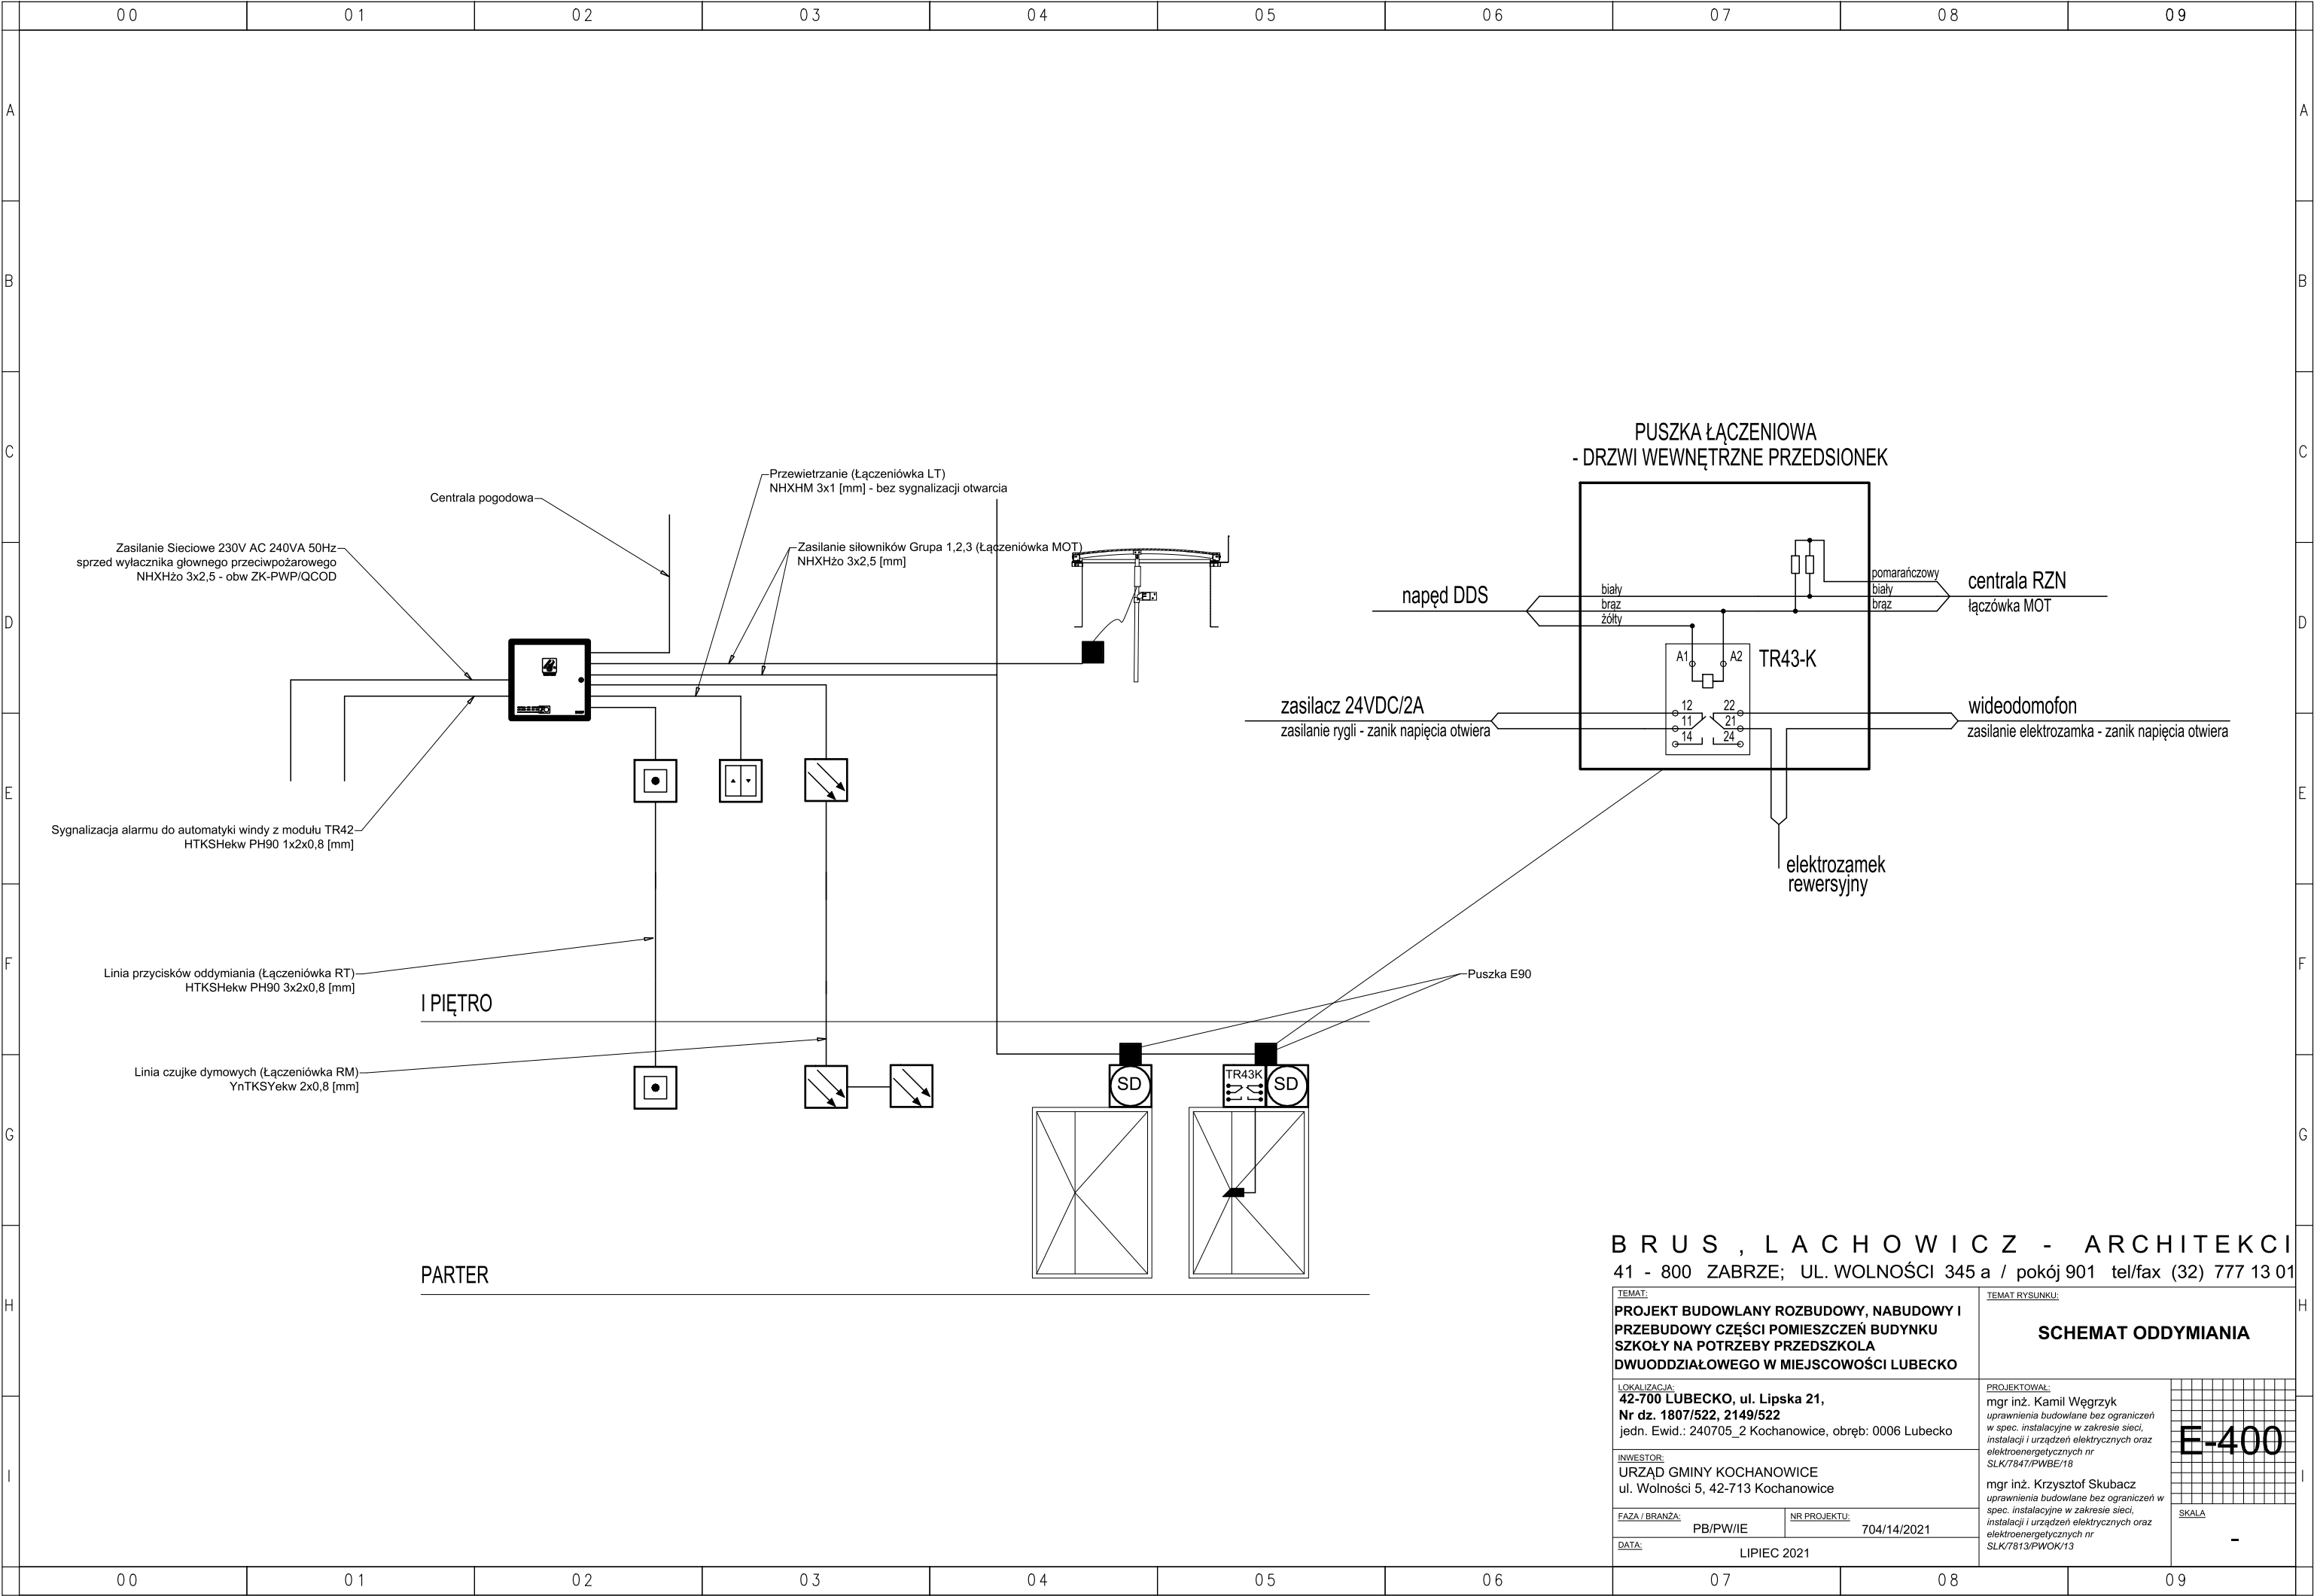 00 01 02 03 04 05 06 07 08 09
A A
B B
C C
D D
E E
F F
G G
H H
I I
Centrala pogodowa
Przewietrzanie (Łączeniówka LT)
NHXHM 3x1 [mm] - bez sygnalizacji otwarcia
Zasilanie Sieciowe 230V AC 240VA 50Hz
sprzed wyłacznika głownego przeciwpożarowego
NHXHżo 3x2,5 - obw ZK-PWP/QCOD
Zasilanie siłowników Grupa 1,2,3 (Łączeniówka MOT)
NHXHżo 3x2,5 [mm]
Sygnalizacja alarmu do automatyki windy z modułu TR42
HTKSHekw PH90 1x2x0,8 [mm]
Linia przycisków oddymiania (Łączeniówka RT)
HTKSHekw PH90 3x2x0,8 [mm]
I PIĘTRO
Linia czujke dymowych (Łączeniówka RM)
YnTKSYekw 2x0,8 [mm]
Puszka E90
SD
TR43K
SD
PARTER
PUSZKA ŁĄCZENIOWA
- DRZWI WEWNĘTRZNE PRZEDSIONEK
napęd DDS
biały
brąz
żółty
pomarańczowy
biały
brąz
centrala RZN
łączówka MOT
A1 A2
TR43-K
12 22
11 21
14 24
zasilacz 24VDC/2A
zasilanie rygli - zanik napięcia otwiera
wideodomofon
zasilanie elektrozamka - zanik napięcia otwiera
elektrozamek
rewersyjny
BRUS, LACHOWICZ - ARCHITEKCI
41 - 800 ZABRZE; UL. WOLNOŚCI 345 a / pokój 901 tel/fax (32) 777 13 01
TEMAT:
PROJEKT BUDOWLANY ROZBUDOWY, NABUDOWY I
PRZEBUDOWY CZĘŚCI POMIESZCZEŃ BUDYNKU
SZKOŁY NA POTRZEBY PRZEDSZKOLA
DWUODDZIAŁOWEGO W MIEJSCOWOŚCI LUBECKO
TEMAT RYSUNKU:
SCHEMAT ODDYMIANIA
LOKALIZACJA:
42-700 LUBECKO, ul. Lipska 21,
Nr dz. 1807/522, 2149/522
jedn. Ewid.: 240705_2 Kochanowice, obręb: 0006 Lubecko
INWESTOR:
URZĄD GMINY KOCHANOWICE
ul. Wolności 5, 42-713 Kochanowice
FAZA / BRANŻA:
PB/PW/IE
NR PROJEKTU:
704/14/2021
DATA:
LIPIEC 2021
PROJEKTOWAŁ:
mgr inż. Kamil Węgrzyk
uprawnienia budowlane bez ograniczeń
w spec. instalacyjne w zakresie sieci,
instalacji i urządzeń elektrycznych oraz
elektroenergetycznych nr
SLK/7847/PWBE/18
mgr inż. Krzysztof Skubacz
uprawnienia budowlane bez ograniczeń w
spec. instalacyjne w zakresie sieci,
instalacji i urządzeń elektrycznych oraz
elektroenergetycznych nr
SLK/7813/PWOK/13
E-400
SKALA
-
00 01 02 03 04 05 06 07 08 09